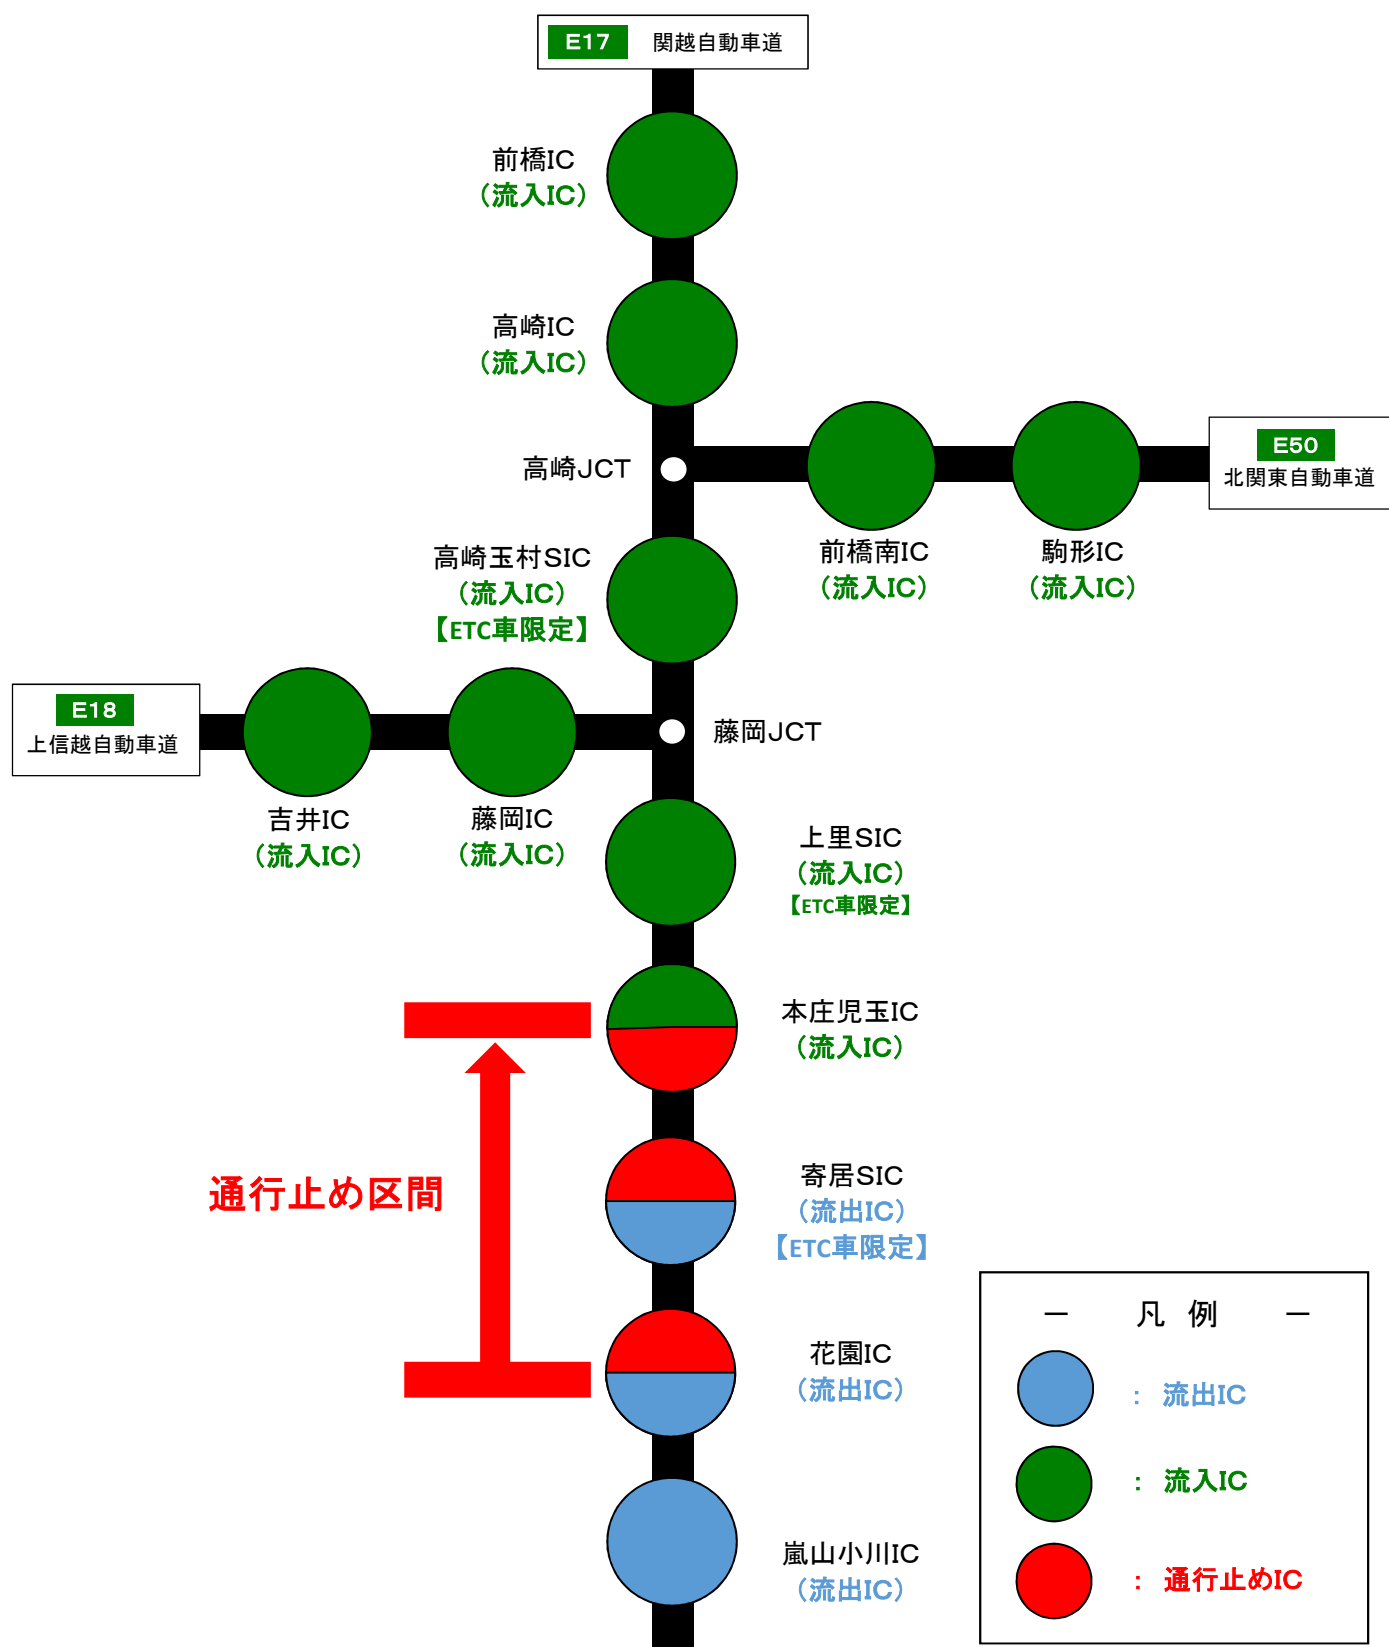 E17 関越自動車道
前橋IC
（流入IC）
高崎IC
（流入IC）
高崎JCT
E50
北関東自動車道
前橋南IC
（流入IC）
駒形IC
（流入IC）
高崎玉村SIC
（流入IC）
【ETC車限定】
E18
上信越自動車道
藤岡JCT
吉井IC
（流入IC）
藤岡IC
（流入IC）
上里SIC
（流入IC）
【ETC車限定】
本庄児玉IC
（流入IC）
通行止め区間
寄居SIC
（流出IC）
【ETC車限定】
花園IC
（流出IC）
嵐山小川IC
（流出IC）
－ 凡 例 －
： 流出IC
： 流入IC
： 通行止めIC